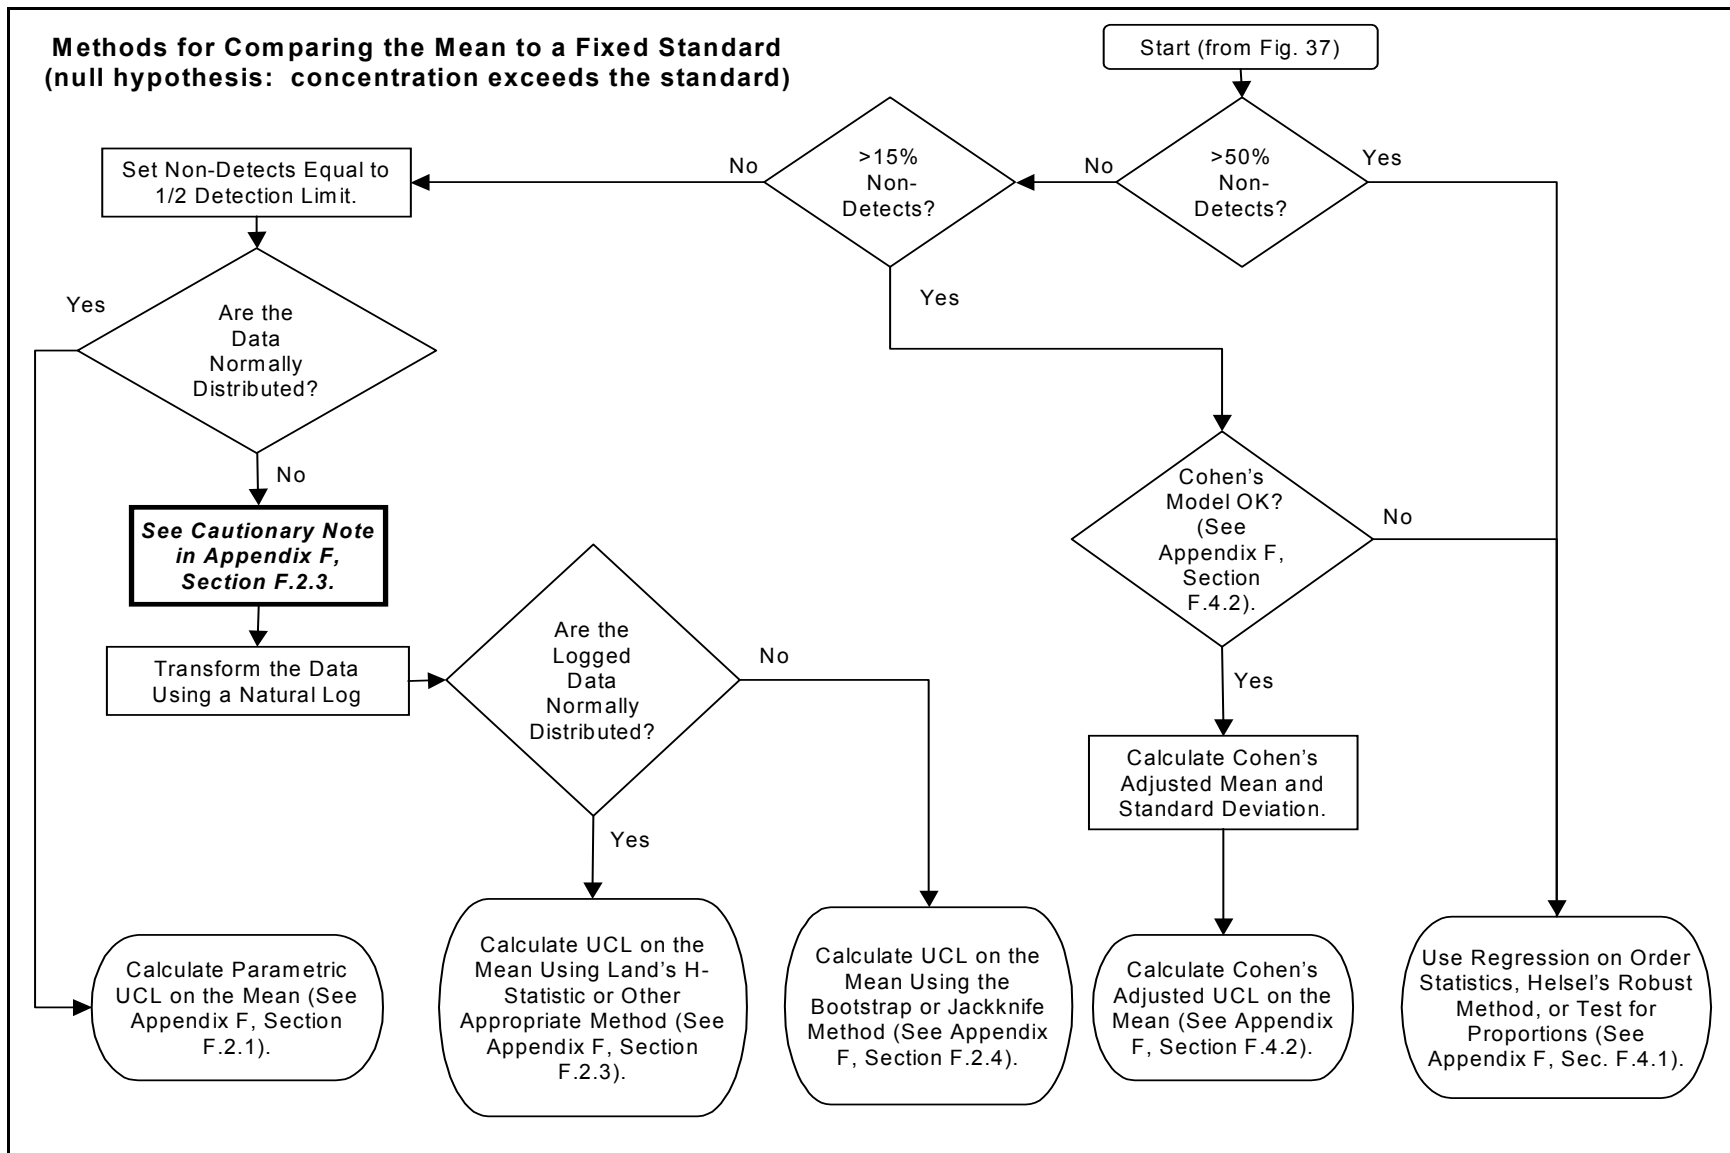 Methods for Comparing the Mean to a Fixed Standard
(null hypothesis: concentration exceeds the standard)
Start (from Fig. 37)
>50%
Non-
Detects?
Yes
No
>15%
Non-
Detects?
No
Yes
Set Non-Detects Equal to
1/2 Detection Limit.
Are the
Data
Normally
Distributed?
Yes
No
See Cautionary Note
in Appendix F,
Section F.2.3.
Transform the Data
Using a Natural Log
Are the
Logged
Data
Normally
Distributed?
No
Yes
Cohen's
Model OK?
(See
Appendix F,
Section
F.4.2).
No
Yes
Calculate Cohen's
Adjusted Mean and
Standard Deviation.
Calculate Parametric
UCL on the Mean (See
Appendix F, Section
F.2.1).
Calculate UCL on the
Mean Using Land's H-
Statistic or Other
Appropriate Method (See
Appendix F, Section
F.2.3).
Calculate UCL on the
Mean Using the
Bootstrap or Jackknife
Method (See Appendix
F, Section F.2.4).
Calculate Cohen's
Adjusted UCL on the
Mean (See Appendix
F, Section F.4.2).
Use Regression on Order
Statistics, Helsel's Robust
Method, or Test for
Proportions (See
Appendix F, Sec. F.4.1).